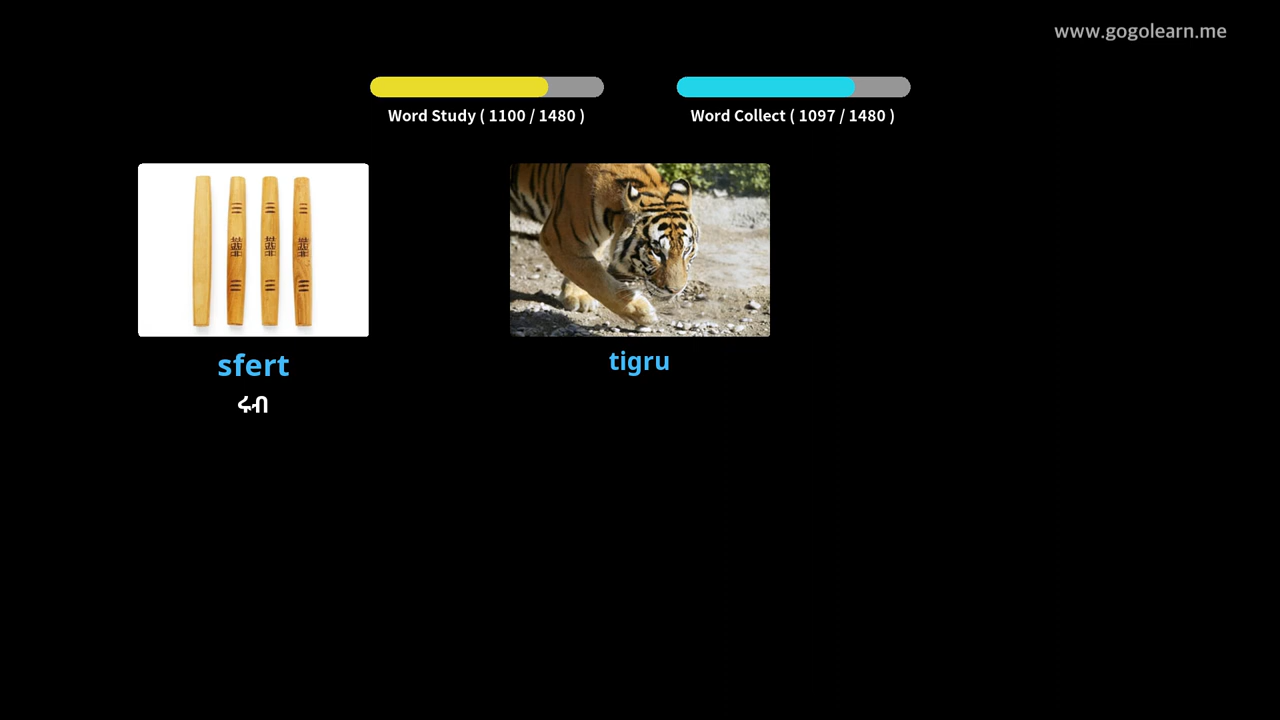 www.gogolearn.me
Word Study ( 1100 / 1480 )
Word Collect ( 1097 / 1480 )
sfert
ሩብ
tigru